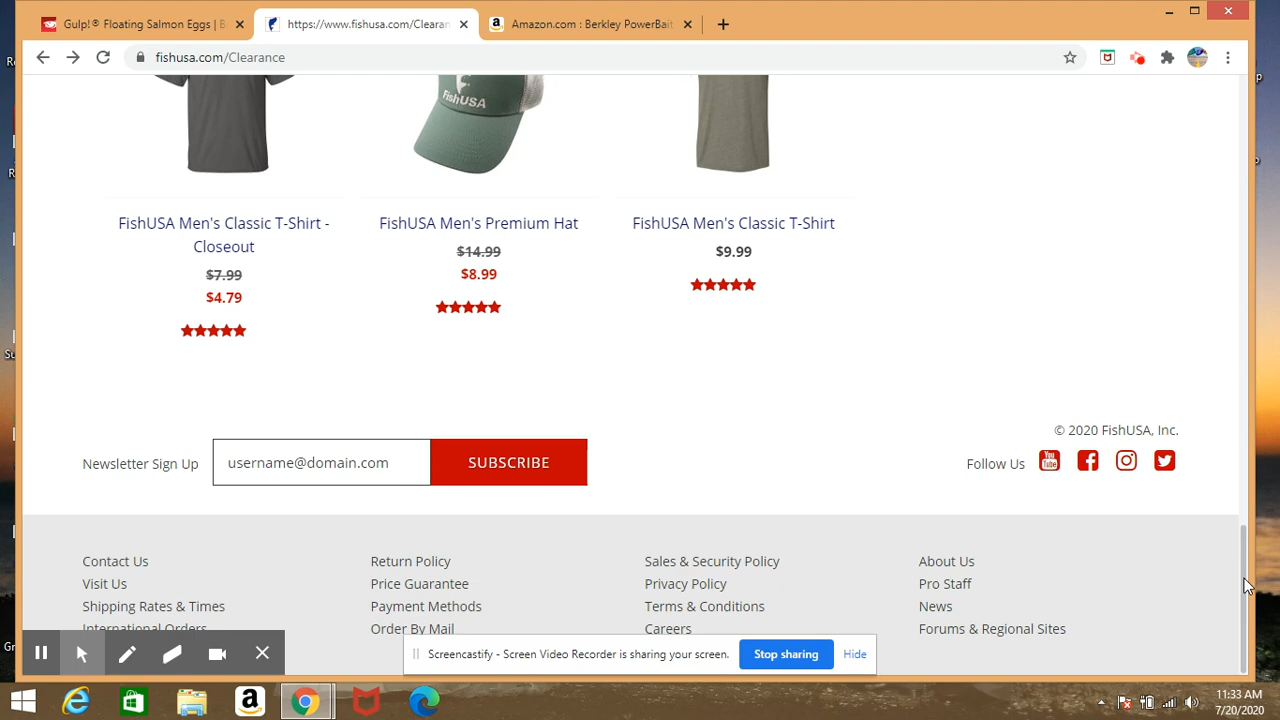 Gulp!® Floating Salmon Eggs | B
https://www.fishusa.com/Clearan
Amazon.com : Berkley PowerBait
fishusa.com/Clearance
FishUSA
FishUSA Men's Classic T-Shirt -
Closeout
$7.99
$4.79
FishUSA Men's Premium Hat
$14.99
$8.99
FishUSA Men's Classic T-Shirt
$9.99
© 2020 FishUSA, Inc.
Newsletter Sign Up
username@domain.com
SUBSCRIBE
Follow Us
You Tube
Contact Us
Visit Us
Shipping Rates & Times
International Orders
Return Policy
Price Guarantee
Payment Methods
Order By Mail
Sales & Security Policy
Privacy Policy
Terms & Conditions
Careers
About Us
Pro Staff
News
Forums & Regional Sites
Screencastify - Screen Video Recorder is sharing your screen.
Stop sharing
Hide
11:33 AM
7/20/2020